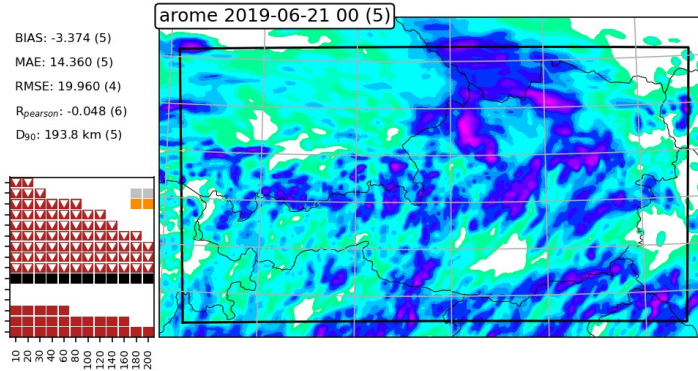 arome 2019-06-21 00 (5)
BIAS: -3.374 (5)
MAE: 14.360 (5)
RMSE: 19.960 (4)
Rpearson: -0.048 (6)
D90: 193.8 km (5)
10 20 30 40 60 80 100 120 140 160 180 200